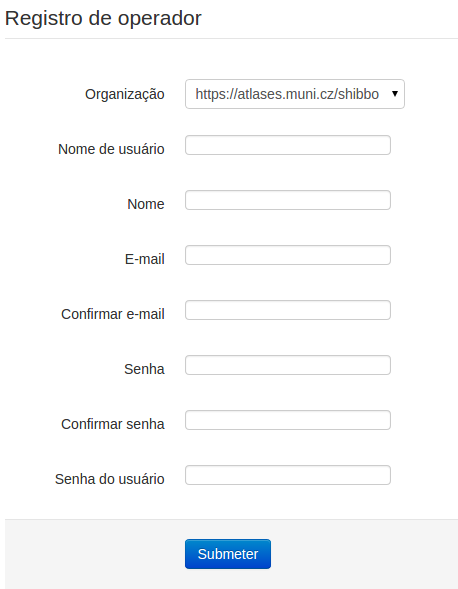 Registro de operador
Organização
https://atlases.muni.cz/shibbo
Nome de usuário
Nome
E-mail
Confirmar e-mail
Senha
Confirmar senha
Senha do usuário
Submeter